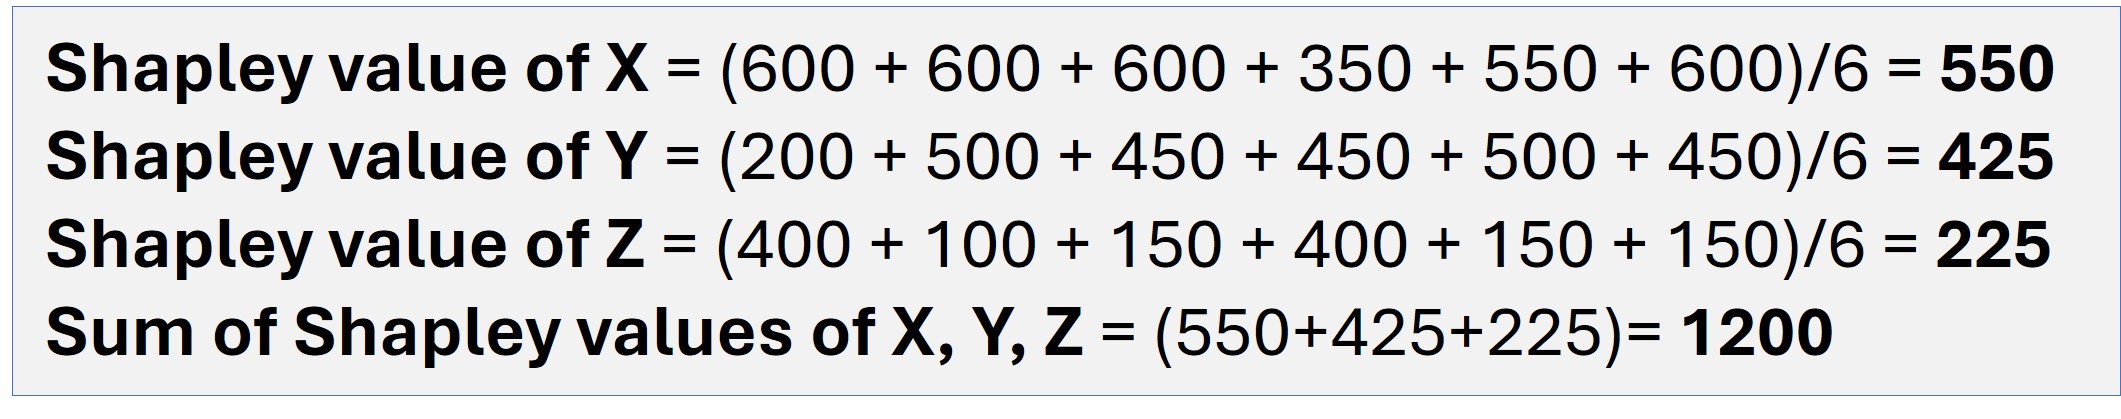 Shapley value of X = (600 + 600 + 600 + 350 + 550 + 600)/6 = 550
Shapley value of Y = (200 + 500 + 450 + 450 + 500 + 450)/6 = 425
Shapley value of Z = (400 + 100 + 150 + 400 + 150 + 150)/6 = 225
Sum of Shapley values of X, Y, Z = (550+425+225)= 1200